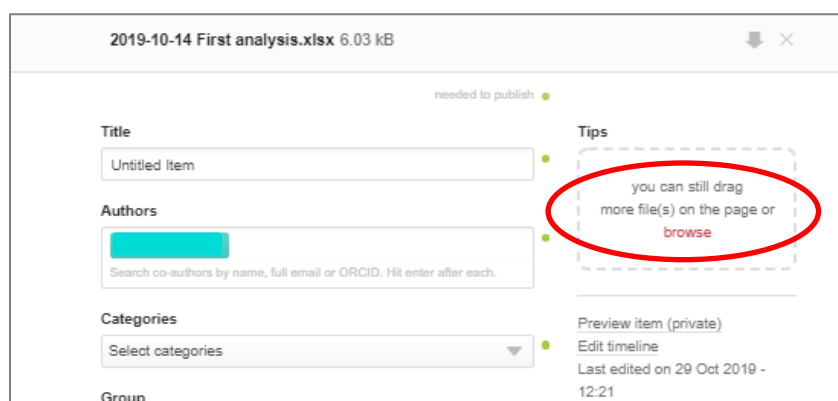 2019-10-14 First analysis.xlsx 6.03 kB
needed to publish
Title
Untitled Item
Authors
Search co-authors by name, full email or ORCID. Hit enter after each.
Categories
Select categories
Group
Tips
you can still drag
more file(s) on the page or
browse
Preview item (private)
Edit timeline
Last edited on 29 Oct 2019 -
12:21